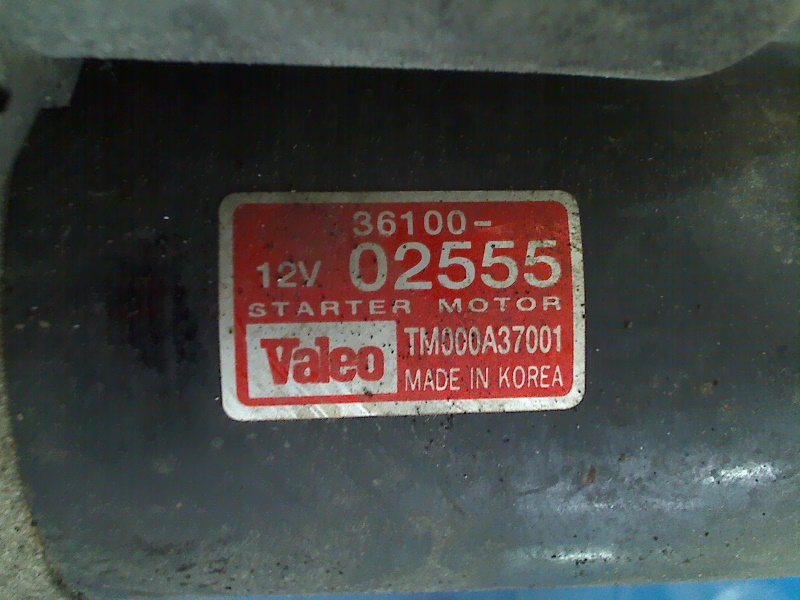 36100-
12V 02555
STARTER MOTOR
Valeo TM000A37001
MADE IN KOREA